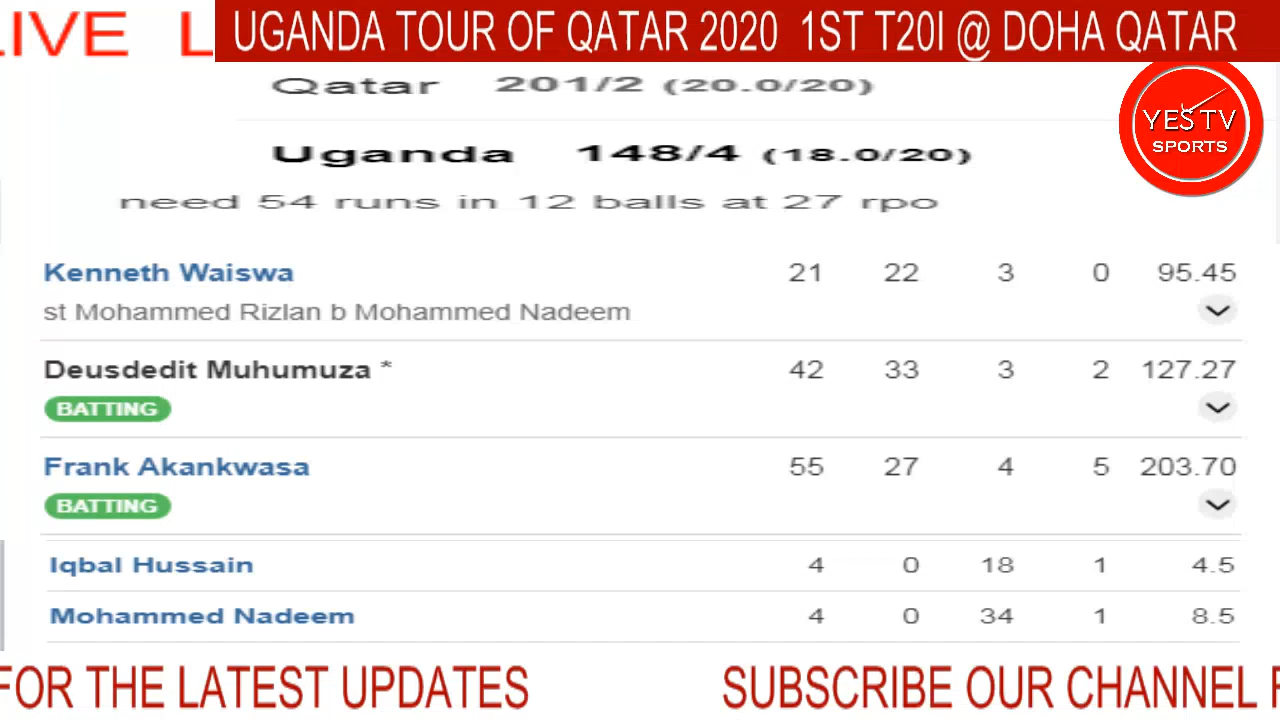 LIVE L UGANDA TOUR OF QATAR 2020 1ST T20I @ DOHA QATAR
Qatar 201/2 (20.0/20)
Uganda 148/4 (18.0/20)
need 54 runs in 12 balls at 27 rpo
YES TV
SPORTS
Kenneth Waiswa 21 22 3 0 95.45
st Mohammed Rizlan b Mohammed Nadeem
Deusdedit Muhumuza * 42 33 3 2 127.27
BATTING
Frank Akankwasa 55 27 4 5 203.70
BATTING
Iqbal Hussain 4 0 18 1 4.5
Mohammed Nadeem 4 0 34 1 8.5
FOR THE LATEST UPDATES SUBSCRIBE OUR CHANNEL F